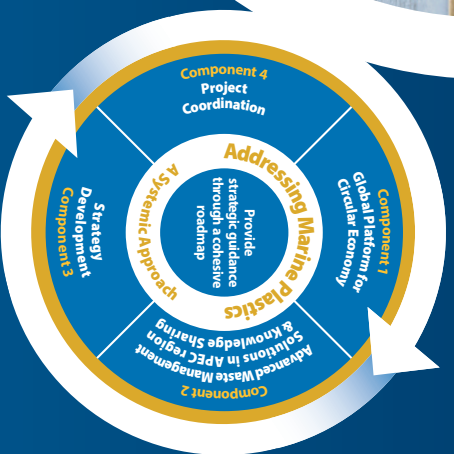 Component 4
Project
Coordination
Component 1
Global Platform for
Circular Economy
Component 2
Advanced Waste Management
Solutions in APEC region
& Knowledge Sharing
Component 3
Strategy
Development
Addressing Marine Plastics
A Systemic Approach
Provide
strategic guidance
through a cohesive
roadmap